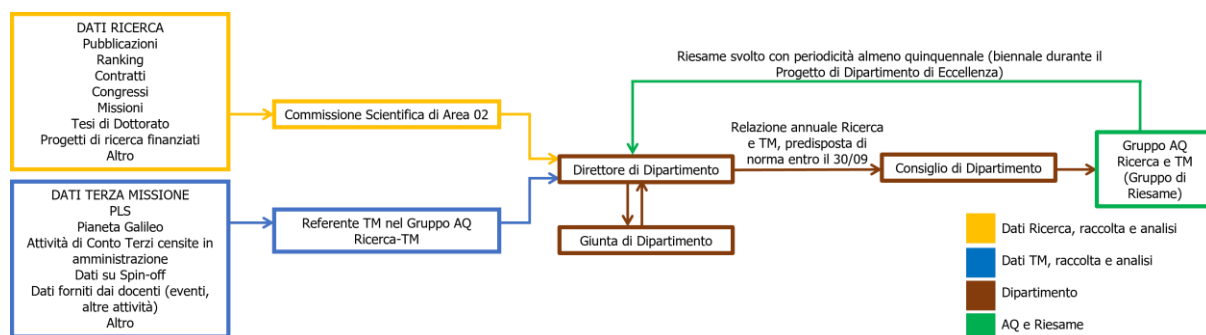 DATI RICERCA
Pubblicazioni
Ranking
Contratti
Congressi
Missioni
Tesi di Dottorato
Progetti di ricerca finanziati
Altro
Commissione Scientifica di Area 02
DATI TERZA MISSIONE
PLS
Pianeta Galileo
Attività di Conto Terzi censite in
amministrazione
Dati su Spin-off
Dati forniti dai docenti (eventi,
altre attività)
Altro
Referente TM nel Gruppo AQ
Ricerca-TM
Riesame svolto con periodicità almeno quinquennale (biennale durante il
Progetto di Dipartimento di Eccellenza)
Direttore di Dipartimento
Giunta di Dipartimento
Relazione annuale Ricerca
e TM, predisposta di
norma entro il 30/09
Consiglio di Dipartimento
Gruppo AQ
Ricerca e TM
(Gruppo di
Riesame)
Dati Ricerca, raccolta e analisi
Dati TM, raccolta e analisi
Dipartimento
AQ e Riesame